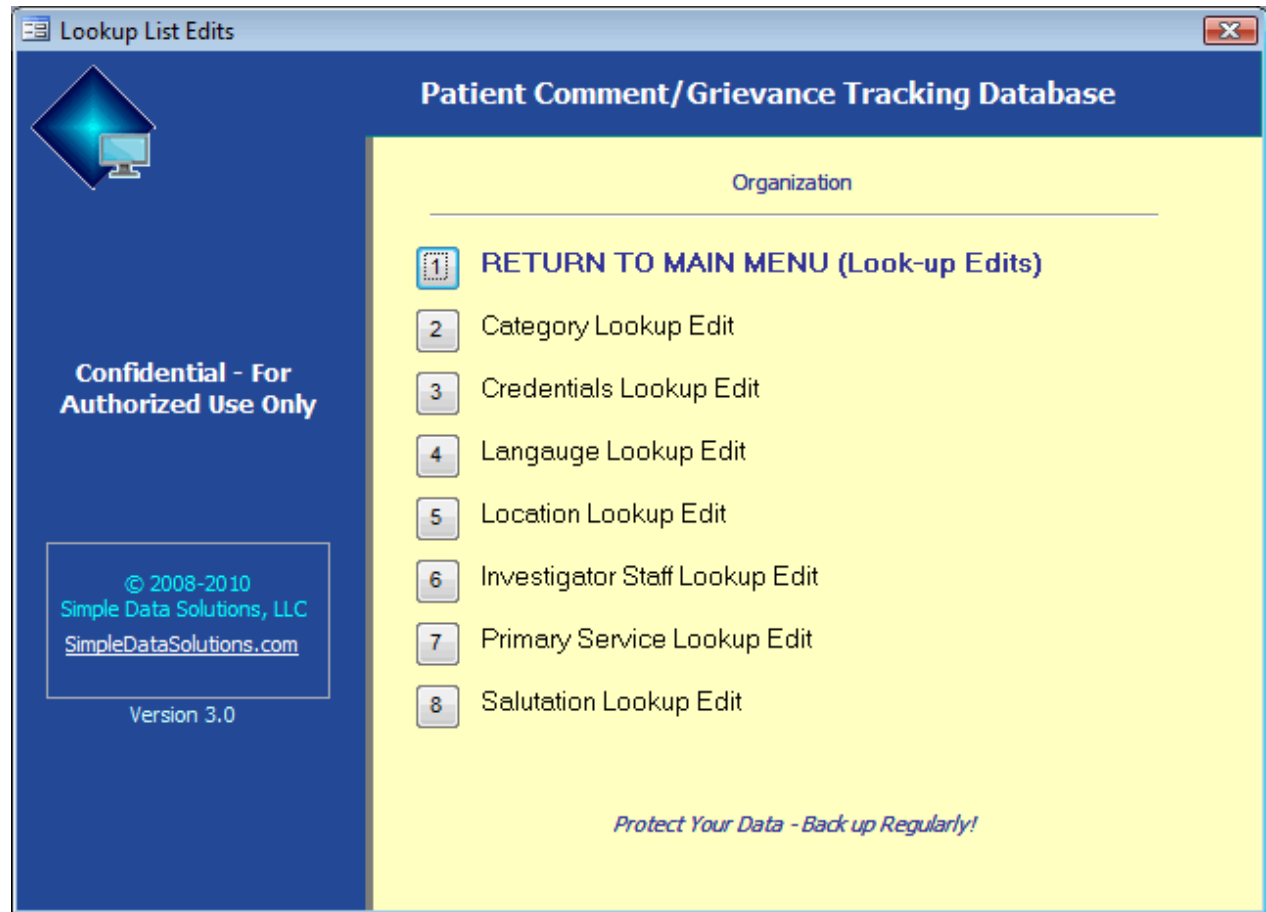 Lookup List Edits
Patient Comment/Grievance Tracking Database
Organization
1 RETURN TO MAIN MENU (Look-up Edits)
2 Category Lookup Edit
3 Credentials Lookup Edit
4 Langauge Lookup Edit
5 Location Lookup Edit
6 Investigator Staff Lookup Edit
7 Primary Service Lookup Edit
8 Salutation Lookup Edit
Protect Your Data - Back up Regularly!
Confidential - For
Authorized Use Only
© 2008-2010
Simple Data Solutions, LLC
SimpleDataSolutions.com
Version 3.0